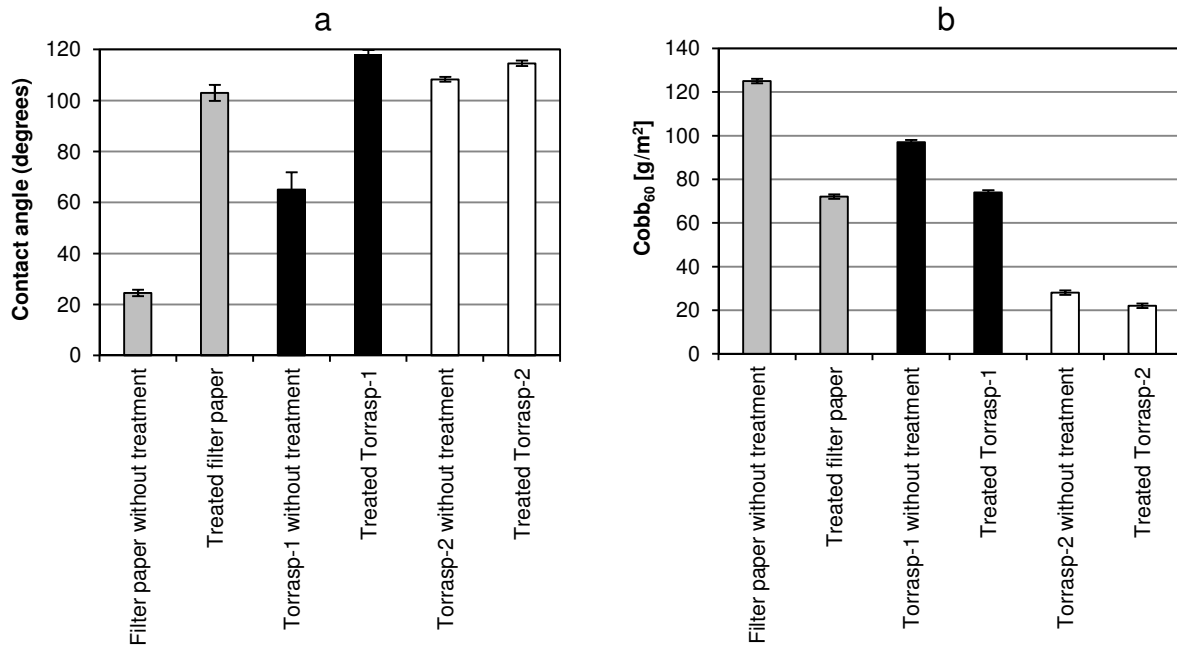 a
Contact angle (degrees)
120
100
80
60
40
20
0
Filter paper without treatment
Treated filter paper
Torrasp-1 without treatment
Treated Torrasp-1
Torrasp-2 without treatment
Treated Torrasp-2
b
Cobb₆₀ [g/m²]
140
120
100
80
60
40
20
0
Filter paper without treatment
Treated filter paper
Torrasp-1 without treatment
Treated Torrasp-1
Torrasp-2 without treatment
Treated Torrasp-2